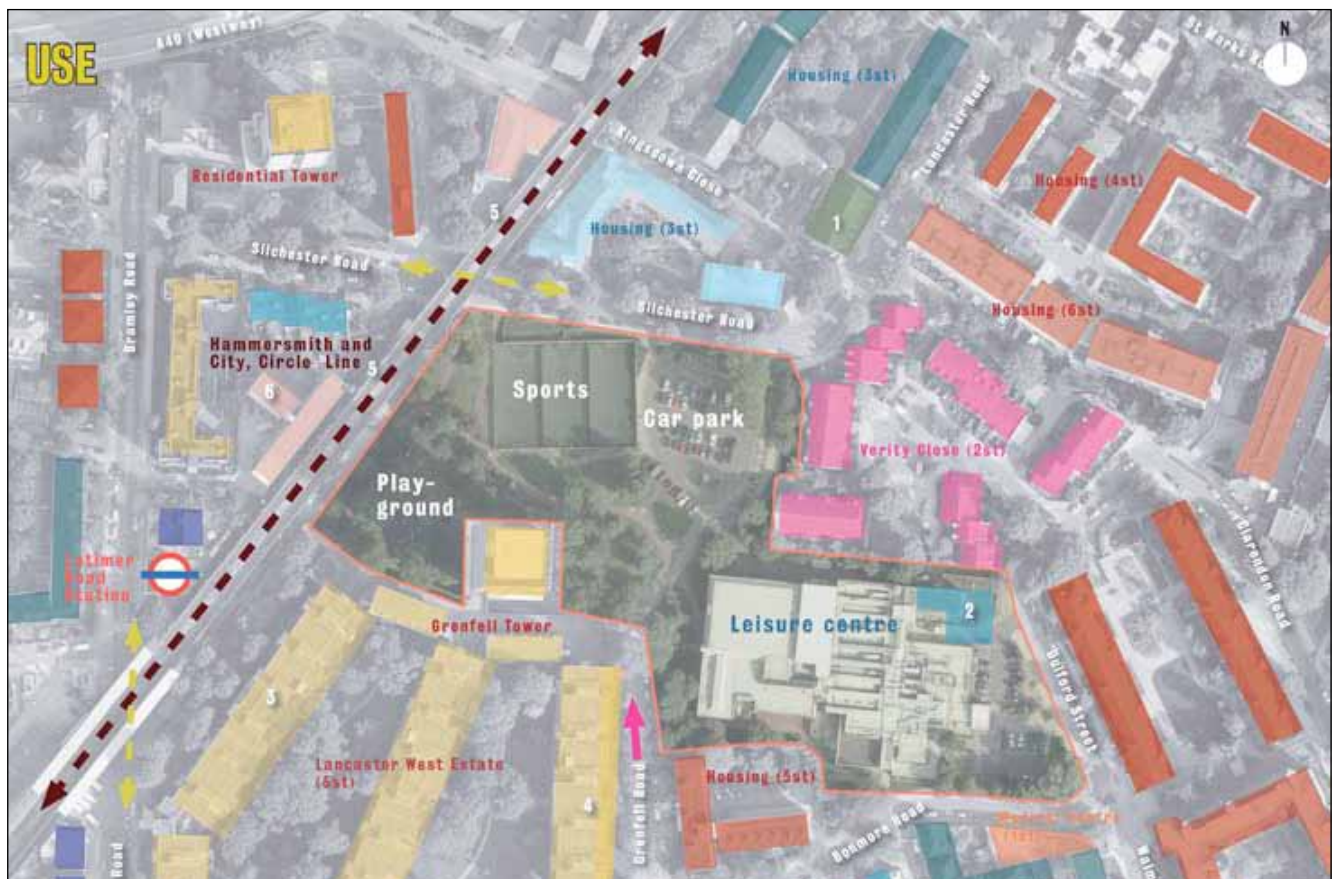 USE
A40 (Westway)
St Marks
N
Housing (3st)
Lancaster Road
Kingsdown Close
Residential Tower
5
1
Housing (4st)
Housing (3st)
Silchester Road
Silchester Road
Bramley Road
Housing (6st)
Hammersmith and
City, Circle Line
5
6
Sports
Car park
Play-
ground
Verity Close (2st)
Clarendon Road
Latimer
Road
Station
Grenfell Tower
Leisure centre
2
3
Lancaster West Estate
(5st)
4
Grenfell Road
Housing (5st)
Bonmore Road
Road